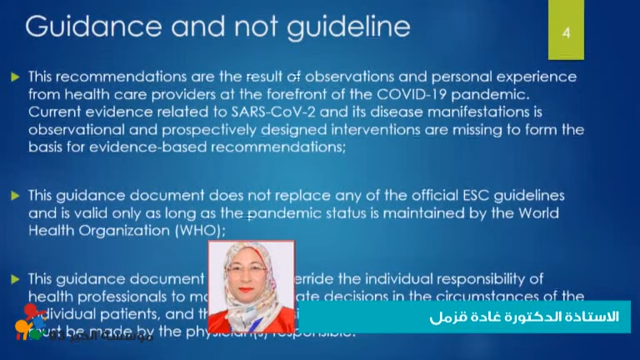 Guidance and not guideline
4
This recommendations are the result of observations and personal experience
from health care providers at the forefront of the COVID-19 pandemic.
Current evidence related to SARS-CoV-2 and its disease manifestations is
observational and prospectively designed interventions are missing to form the
basis for evidence-based recommendations;
This guidance document does not replace any of the official ESC guidelines
and is valid only as long as the pandemic status is maintained by the World
Health Organization (WHO);
This guidance document erride the individual responsibility of
health professionals to ma ate decisions in the circumstances of the
individual patients, and th
must be made by the physician(s) responsible.
الاستاذة الدكتورة غادة قزمل